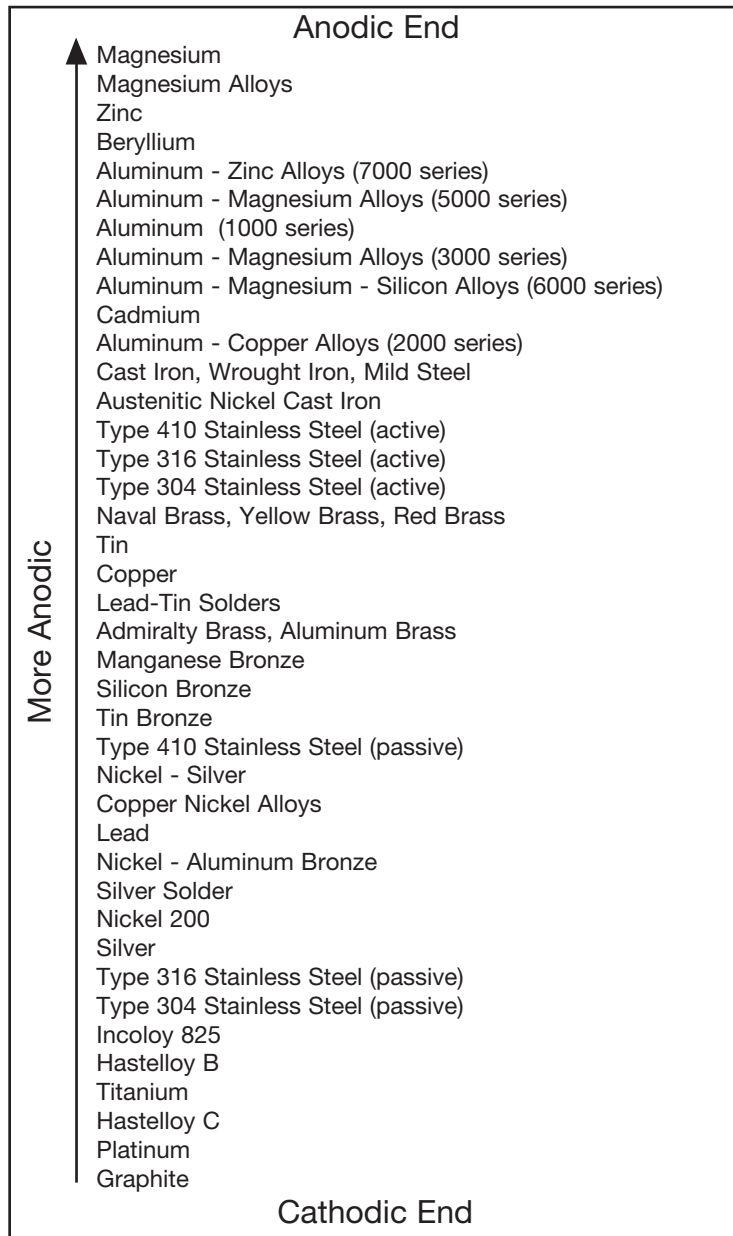 Anodic End
Magnesium
Magnesium Alloys
Zinc
Beryllium
Aluminum - Zinc Alloys (7000 series)
Aluminum - Magnesium Alloys (5000 series)
Aluminum (1000 series)
Aluminum - Magnesium Alloys (3000 series)
Aluminum - Magnesium - Silicon Alloys (6000 series)
Cadmium
Aluminum - Copper Alloys (2000 series)
Cast Iron, Wrought Iron, Mild Steel
Austenitic Nickel Cast Iron
Type 410 Stainless Steel (active)
Type 316 Stainless Steel (active)
Type 304 Stainless Steel (active)
Naval Brass, Yellow Brass, Red Brass
Tin
Copper
Lead-Tin Solders
Admiralty Brass, Aluminum Brass
Manganese Bronze
Silicon Bronze
Tin Bronze
Type 410 Stainless Steel (passive)
Nickel - Silver
Copper Nickel Alloys
Lead
Nickel - Aluminum Bronze
Silver Solder
Nickel 200
Silver
Type 316 Stainless Steel (passive)
Type 304 Stainless Steel (passive)
Incoloy 825
Hastelloy B
Titanium
Hastelloy C
Platinum
Graphite
Cathodic End
More Anodic